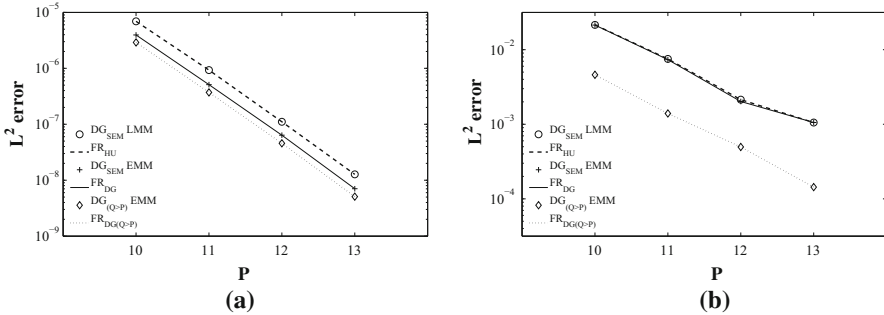 10^-5
10^-6
10^-7
10^-8
10^-9
L^2 error
DG_SEM LMM
FR_HU
DG_SEM EMM
FR_DG
DG_(Q>P) EMM
FR_DG(Q>P)
10 11 12 13
P
(a)
10^-2
10^-3
10^-4
L^2 error
DG_SEM LMM
FR_HU
DG_SEM EMM
FR_DG
DG_(Q>P) EMM
FR_DG(Q>P)
10 11 12 13
P
(b)